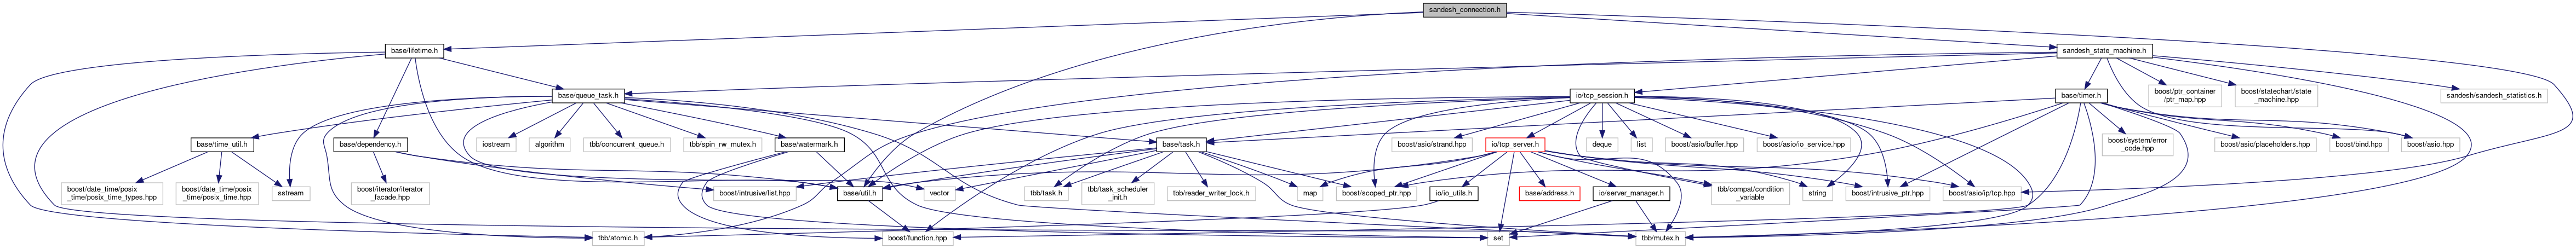 sandesh_connection.h
base/lifetime.h
sandesh_state_machine.h
base/queue_task.h
io/tcp_session.h
base/timer.h
boost/ptr_container
/ptr_map.hpp
boost/statechart/state
_machine.hpp
sandesh/sandesh_statistics.h
base/time_util.h
base/dependency.h
iostream
algorithm
tbb/concurrent_queue.h
tbb/spin_rw_mutex.h
base/watermark.h
base/task.h
boost/asio/strand.hpp
io/tcp_server.h
deque
list
boost/asio/buffer.hpp
boost/asio/io_service.hpp
boost/system/error
_code.hpp
boost/asio/placeholders.hpp
boost/bind.hpp
boost/asio.hpp
boost/date_time/posix
_time/posix_time_types.hpp
boost/date_time/posix
_time/posix_time.hpp
sstream
boost/iterator/iterator
_facade.hpp
boost/intrusive/list.hpp
base/util.h
vector
tbb/task.h
tbb/task_scheduler
_init.h
tbb/reader_writer_lock.h
map
boost/scoped_ptr.hpp
io/io_utils.h
base/address.h
io/server_manager.h
tbb/compat/condition
_variable
string
boost/intrusive_ptr.hpp
boost/asio/ip/tcp.hpp
tbb/atomic.h
boost/function.hpp
set
tbb/mutex.h